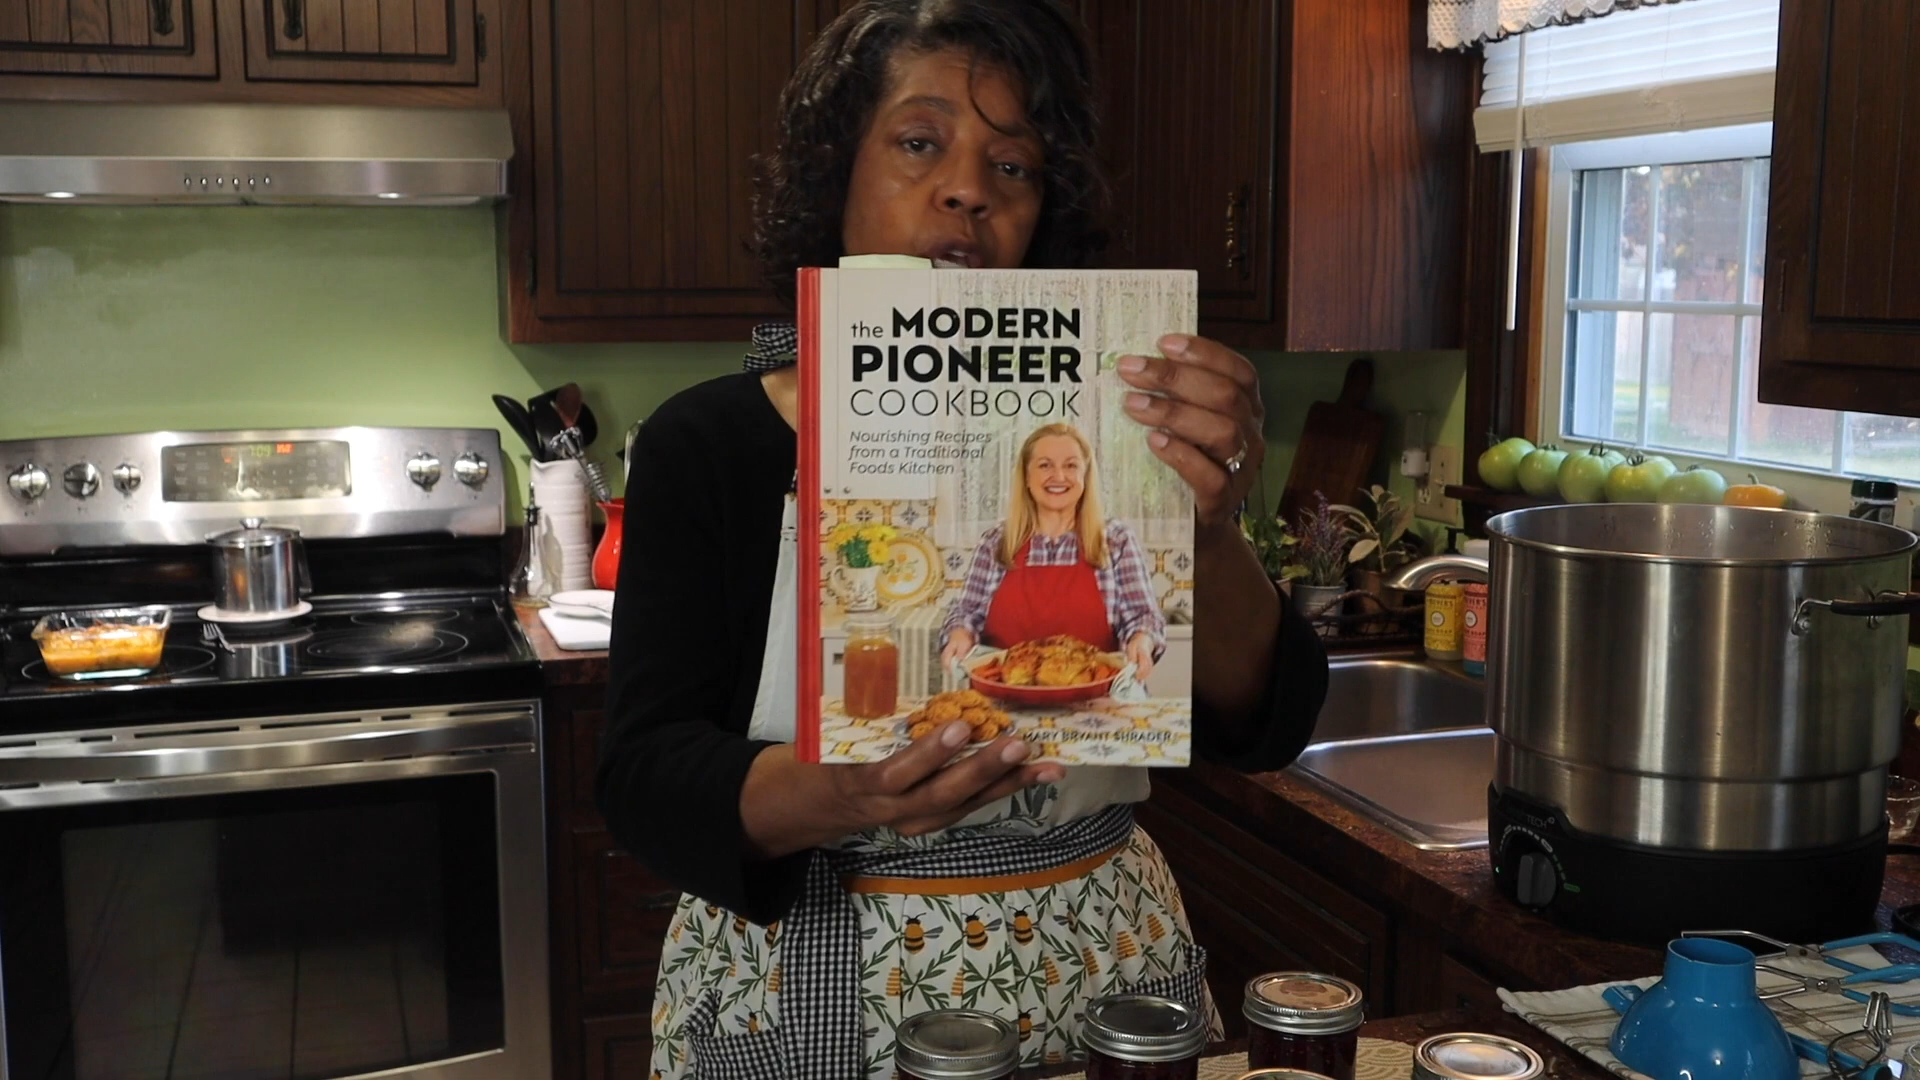 the MODERN
PIONEER
COOKBOOK
Nourishing Recipes
from a Traditional
Foods Kitchen
MARY BRYANT SHRADER